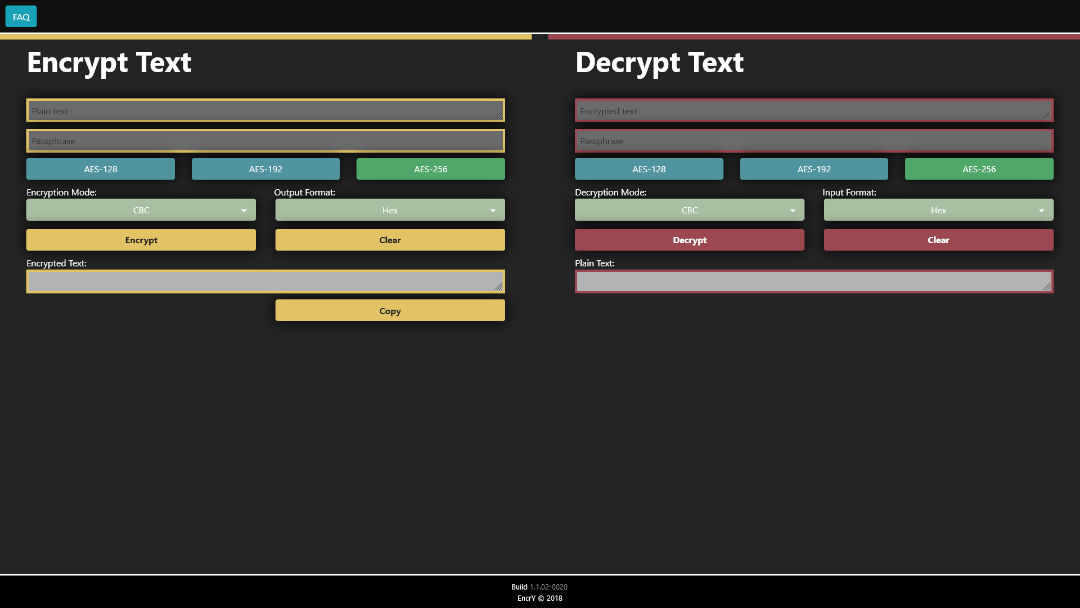 FAQ
Encrypt Text
Plain text
Passphrase
AES-128 AES-192 AES-256
Encryption Mode: Output Format:
CBC Hex
Encrypt Clear
Encrypted Text:
Copy
Decrypt Text
Encrypted text
Passphrase
AES-128 AES-192 AES-256
Decryption Mode: Input Format:
CBC Hex
Decrypt Clear
Plain Text:
Build 1.1.02-0020
EncrY © 2018